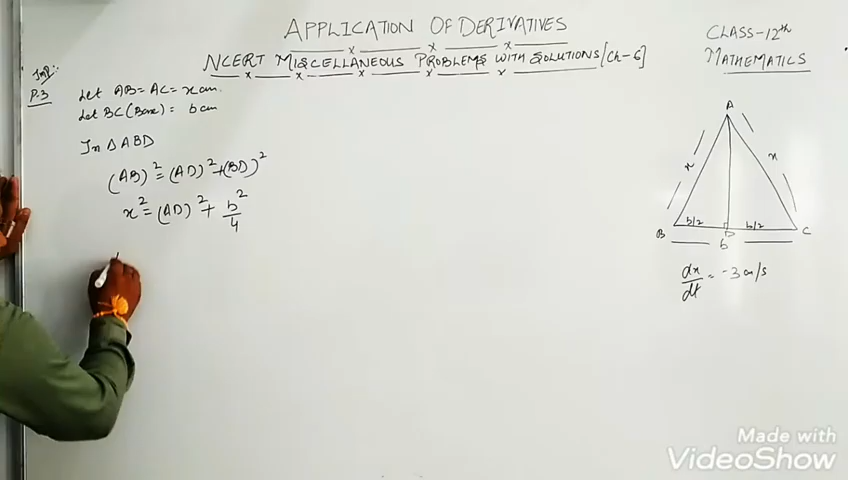 APPLICATION OF DERIVATIVES
CLASS-12th
MATHEMATICS
NCERT MISCELLANEOUS PROBLEMS WITH SOLUTIONS [Ch-6]
Imp:
P.3
Let AB = AC = x cm.
Let BC (Base) = b cm
In Δ ABD
(AB)² = (AD)² + (BD)²
x² = (AD)² + b²/4
A
x
x
b/2
b/2
B
D
C
b
dx/dt = -3 cm/s
Made with
VideoShow